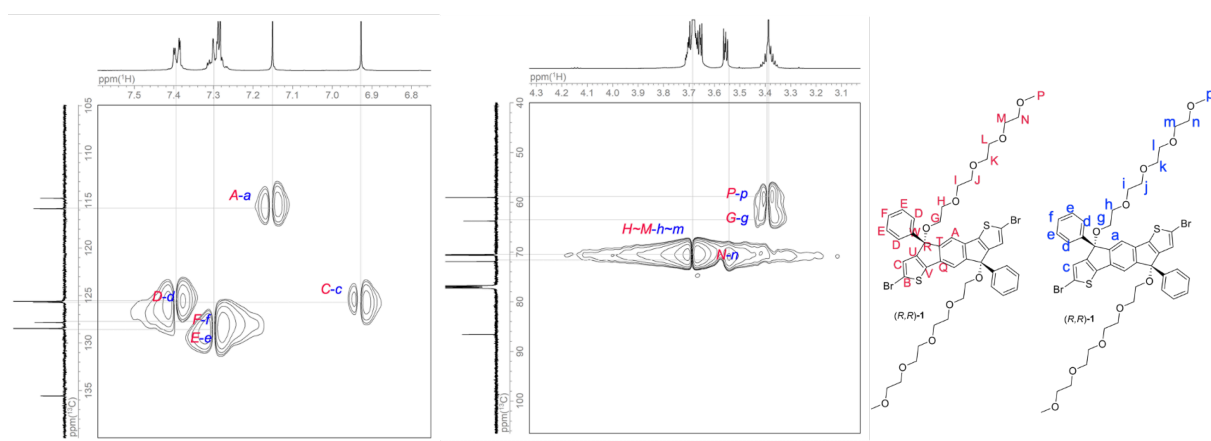 ppm(¹H)
7.5 7.4 7.3 7.2 7.1 7.0 6.9 6.8
105
110
115
120
125
130
135
ppm(¹³C)
A-a
D-d
C-c
F-f
E-e
ppm(¹H)
4.3 4.2 4.1 4.0 3.9 3.8 3.7 3.6 3.5 3.4 3.3 3.2 3.1
40
50
60
70
80
90
100
ppm(¹³C)
P-p
G-g
H~M-h~m
N-n
O P
M
O N
L
O K
I
O J
H
O
G
E
F D
E W O
D T A
R S Br
U
C
V Q
S
Br B O
(R,R)-1
O
O
O
O
O
O p
m
O n
l
O k
i
O j
h
O
e g
f d
e O
d a
S Br
c
S
Br O
(R,R)-1
O
O
O
O